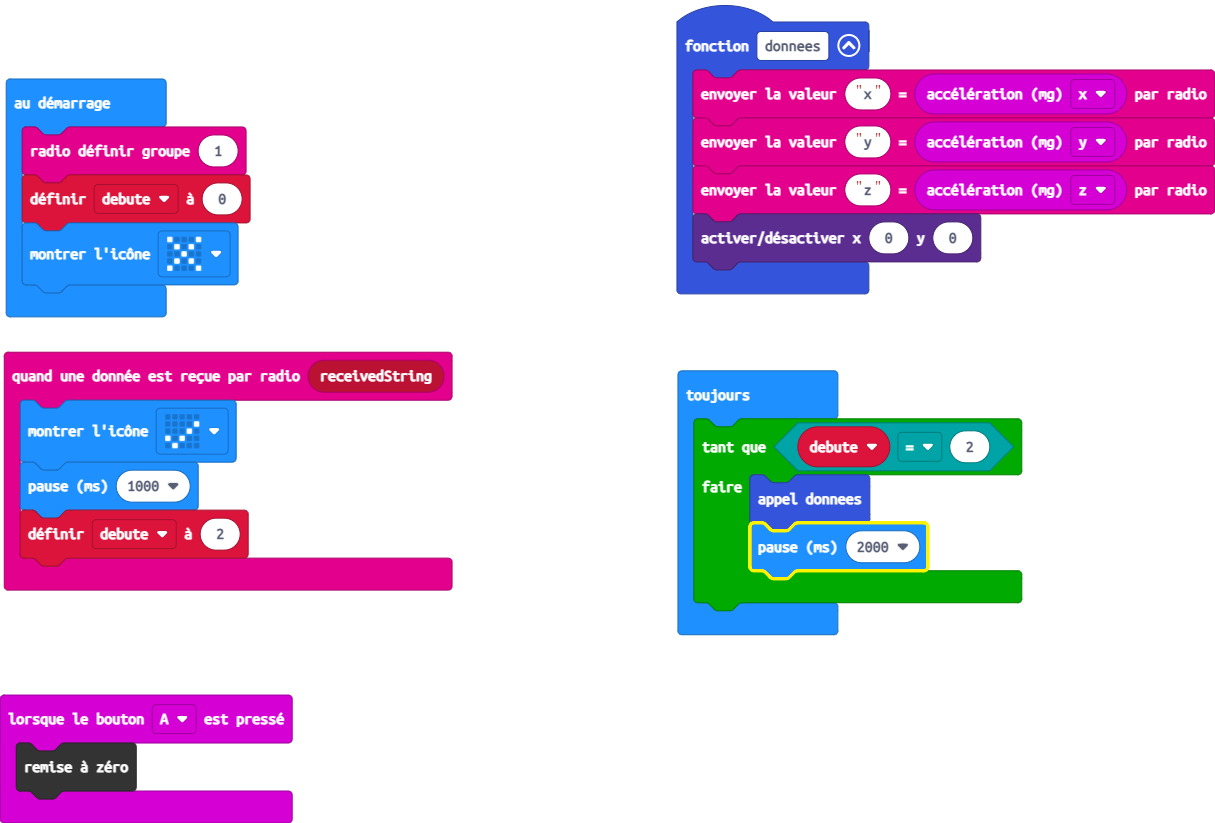 au démarrage
radio définir groupe 1
définir debute à 0
montrer l'icône
quand une donnée est reçue par radio receivedString
montrer l'icône
pause (ms) 1000
définir debute à 2
lorsque le bouton A est pressé
remise à zéro
fonction donnees
envoyer la valeur "x" = accélération (mg) x par radio
envoyer la valeur "y" = accélération (mg) y par radio
envoyer la valeur "z" = accélération (mg) z par radio
activer/désactiver x 0 y 0
toujours
tant que debute = 2
faire
appel donnees
pause (ms) 2000